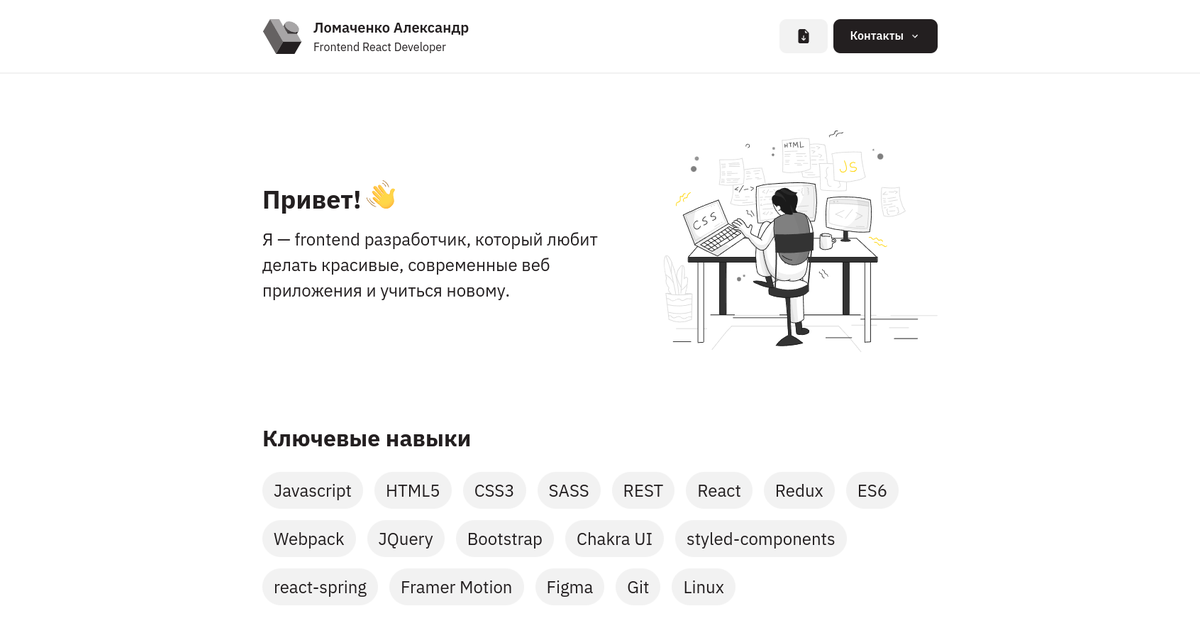 Ломаченко Александр
Frontend React Developer
Контакты
HTML
JS
</-->
CSS
</>
Привет!
Я — frontend разработчик, который любит
делать красивые, современные веб
приложения и учиться новому.
Ключевые навыки
Javascript HTML5 CSS3 SASS REST React Redux ES6
Webpack JQuery Bootstrap Chakra UI styled-components
react-spring Framer Motion Figma Git Linux